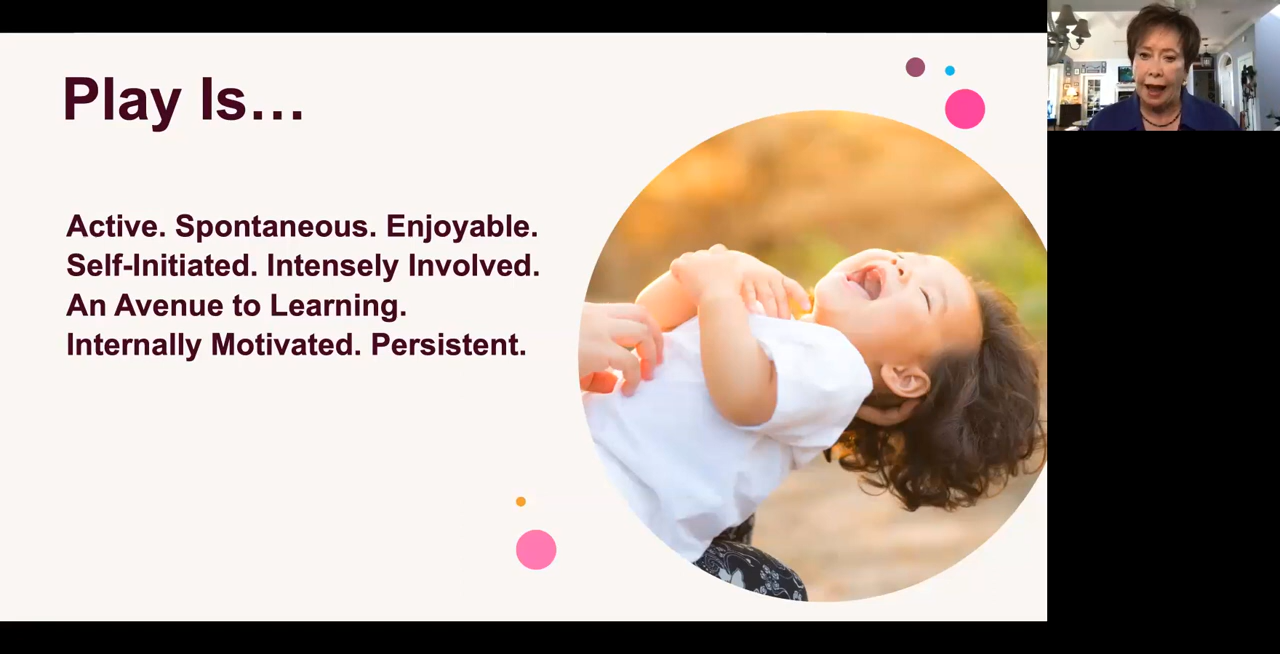 Play Is…
Active. Spontaneous. Enjoyable.
Self-Initiated. Intensely Involved.
An Avenue to Learning.
Internally Motivated. Persistent.